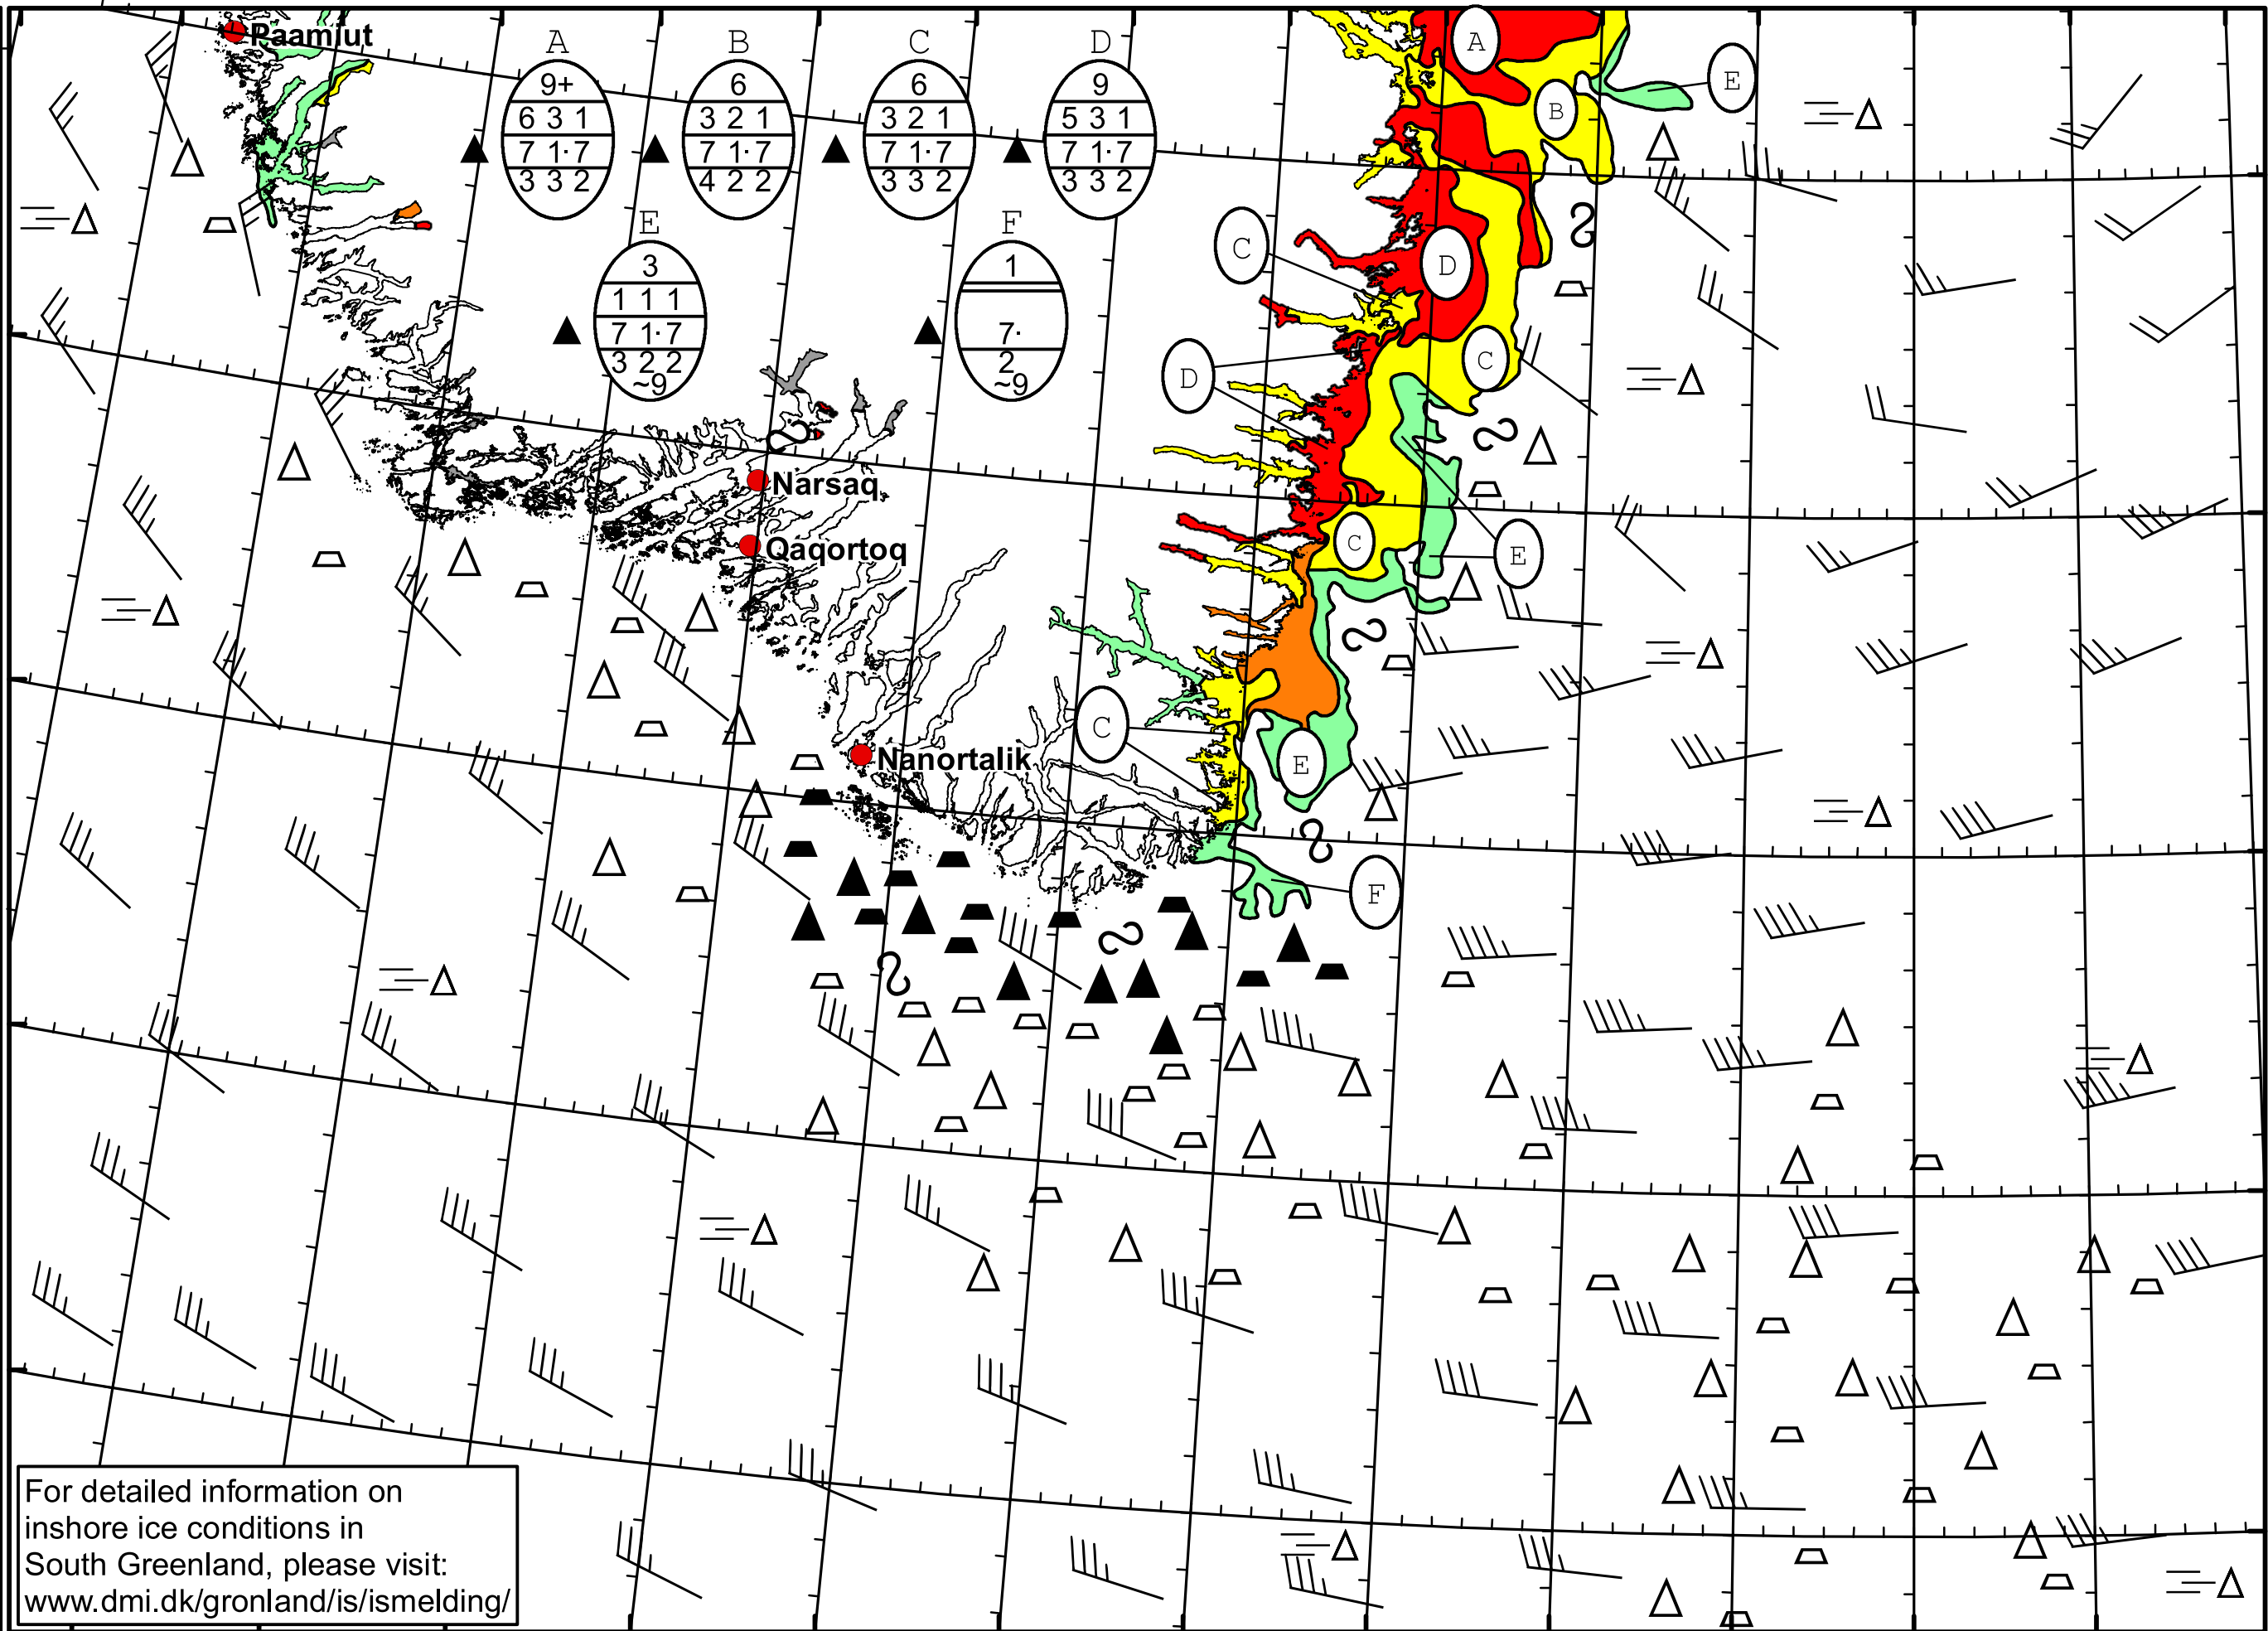 Paamiut
A
B
C
D
9+
6 3 1
7 1·7
3 3 2
6
3 2 1
7 1·7
4 2 2
6
3 2 1
7 1·7
3 3 2
9
5 3 1
7 1·7
3 3 2
E
F
3
1 1 1
7 1·7
3 2 2
~9
1
7·
2
~9
A
E
B
C
D
C
D
Narsaq
Qaqortoq
C
E
C
Nanortalik
E
F
For detailed information on
inshore ice conditions in
South Greenland, please visit:
www.dmi.dk/gronland/is/ismelding/